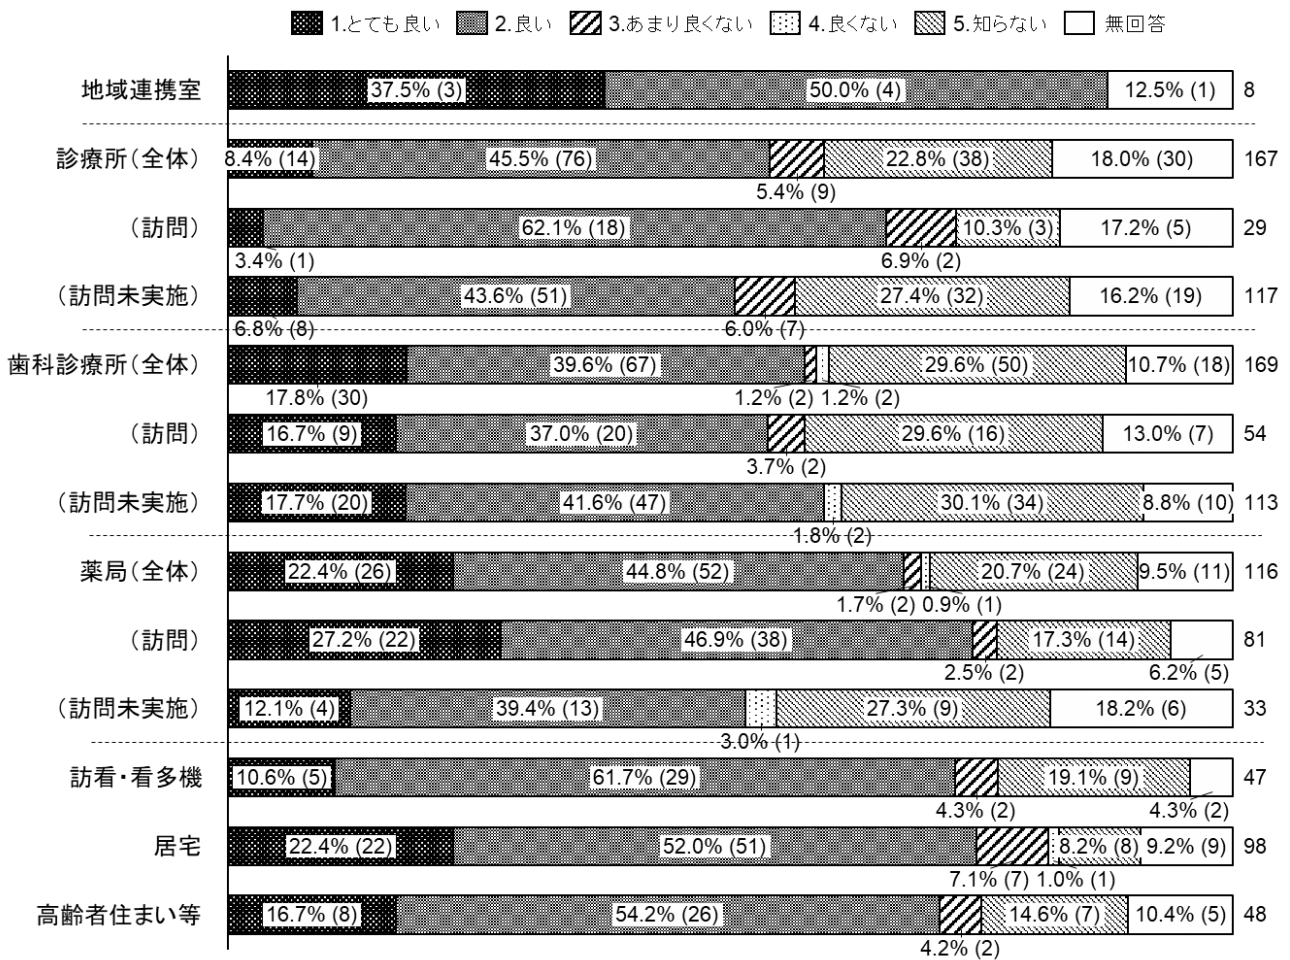 1.とても良い 2.良い 3.あまり良くない 4.良くない 5.知らない 無回答
地域連携室 37.5% (3) 50.0% (4) 12.5% (1) 8
診療所(全体) 8.4% (14) 45.5% (76) 22.8% (38) 18.0% (30) 167
5.4% (9)
(訪問) 62.1% (18) 10.3% (3) 17.2% (5) 29
3.4% (1) 6.9% (2)
(訪問未実施) 43.6% (51) 27.4% (32) 16.2% (19) 117
6.8% (8) 6.0% (7)
歯科診療所(全体) 39.6% (67) 29.6% (50) 10.7% (18) 169
17.8% (30) 1.2% (2) 1.2% (2)
(訪問) 16.7% (9) 37.0% (20) 29.6% (16) 13.0% (7) 54
3.7% (2)
(訪問未実施) 17.7% (20) 41.6% (47) 30.1% (34) 8.8% (10) 113
1.8% (2)
薬局(全体) 22.4% (26) 44.8% (52) 20.7% (24) 9.5% (11) 116
1.7% (2) 0.9% (1)
(訪問) 27.2% (22) 46.9% (38) 17.3% (14) 81
2.5% (2) 6.2% (5)
(訪問未実施) 12.1% (4) 39.4% (13) 27.3% (9) 18.2% (6) 33
3.0% (1)
訪看・看多機 10.6% (5) 61.7% (29) 19.1% (9) 47
4.3% (2) 4.3% (2)
居宅 22.4% (22) 52.0% (51) 8.2% (8) 9.2% (9) 98
7.1% (7) 1.0% (1)
高齢者住まい等 16.7% (8) 54.2% (26) 14.6% (7) 10.4% (5) 48
4.2% (2)